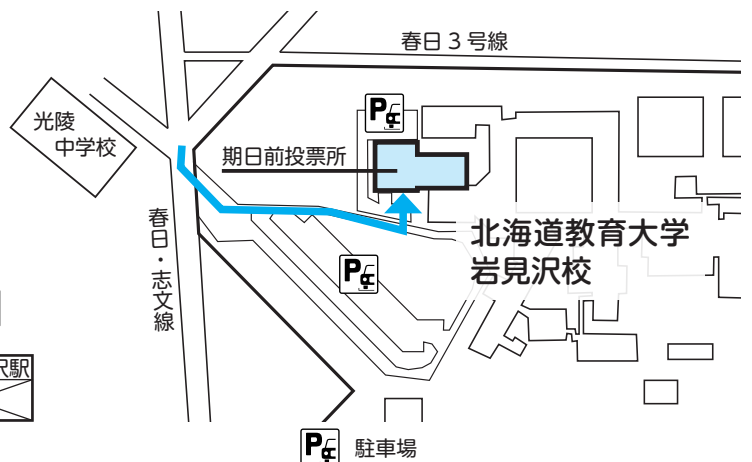 春日３号線
P
光陵
中学校
期日前投票所
春日・志文線
北海道教育大学
岩見沢校
P
沢駅
P 駐車場